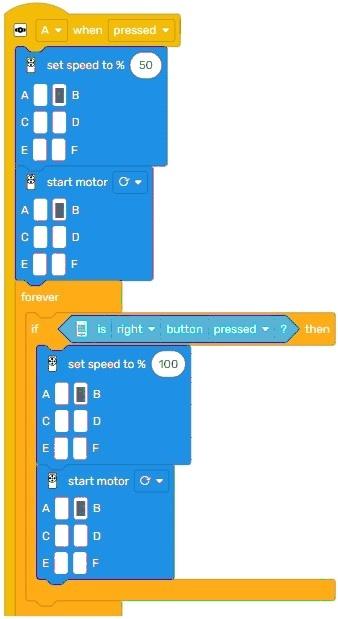 A when pressed
set speed to % 50
A B
C D
E F
start motor
A B
C D
E F
forever
if is right button pressed ? then
set speed to % 100
A B
C D
E F
start motor
A B
C D
E F